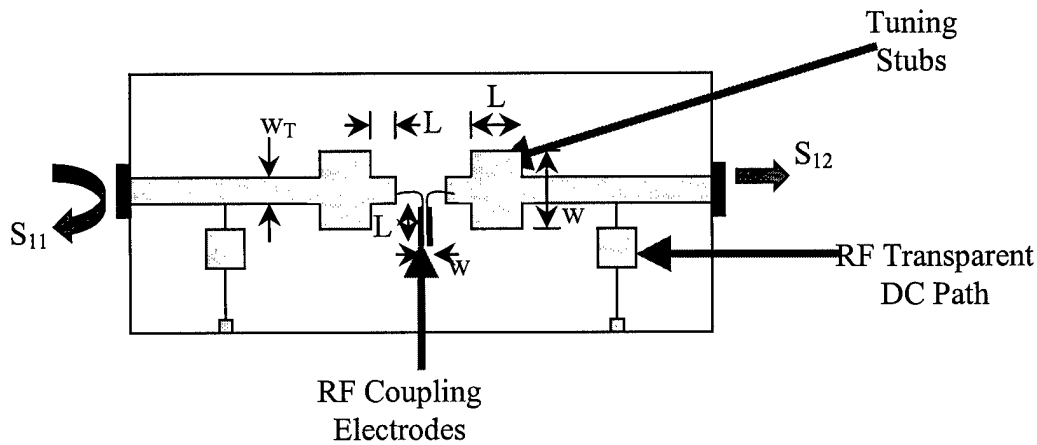 Tuning
Stubs
L
w_T
L
S_12
S_11
L
w
w
RF Transparent
DC Path
RF Coupling
Electrodes